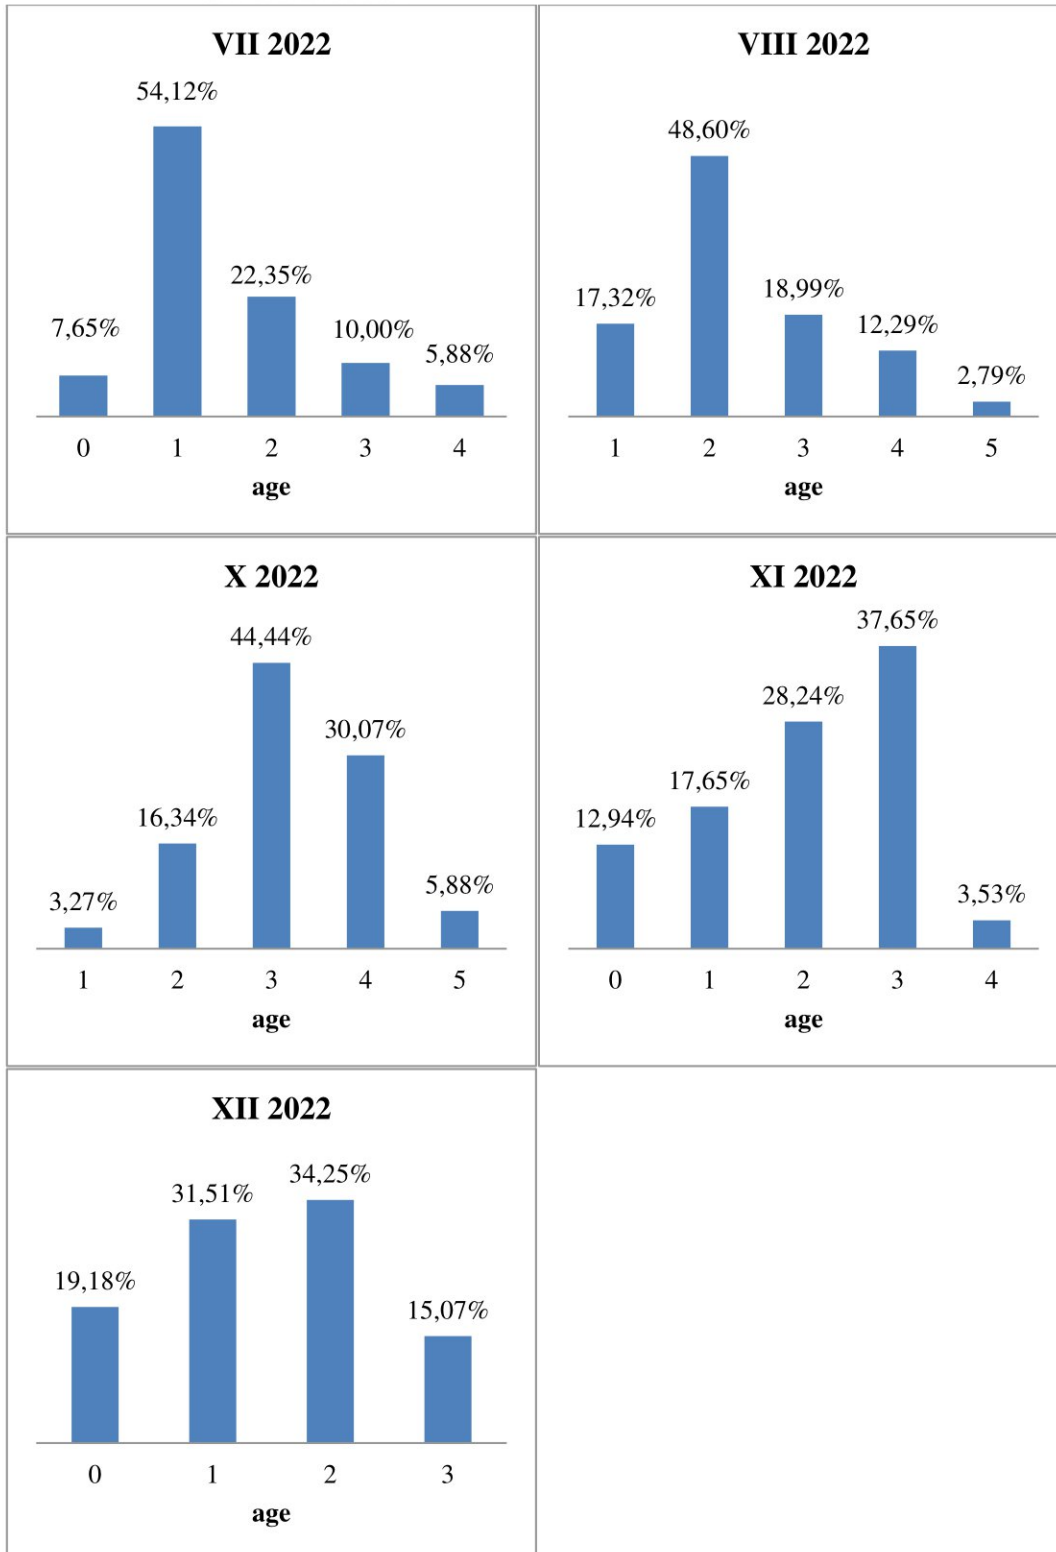 VII 2022
54,12%
22,35%
7,65%
10,00%
5,88%
0 1 2 3 4
age
VIII 2022
48,60%
17,32%
18,99%
12,29%
2,79%
1 2 3 4 5
age
X 2022
44,44%
30,07%
16,34%
3,27%
5,88%
1 2 3 4 5
age
XI 2022
37,65%
28,24%
17,65%
12,94%
3,53%
0 1 2 3 4
age
XII 2022
34,25%
31,51%
19,18%
15,07%
0 1 2 3
age